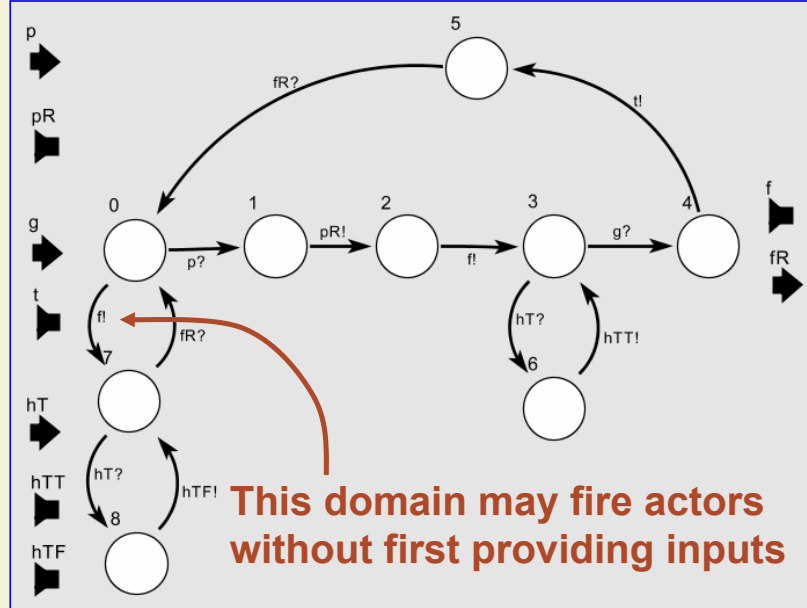 p
pR
g
t
hT
hTT
hTF
5
fR?
t!
0
1
2
3
4
p?
pR!
f!
g?
f
fR
f!
fR?
7
hT?
hTT!
6
hT?
hTF!
8
This domain may fire actors
without first providing inputs